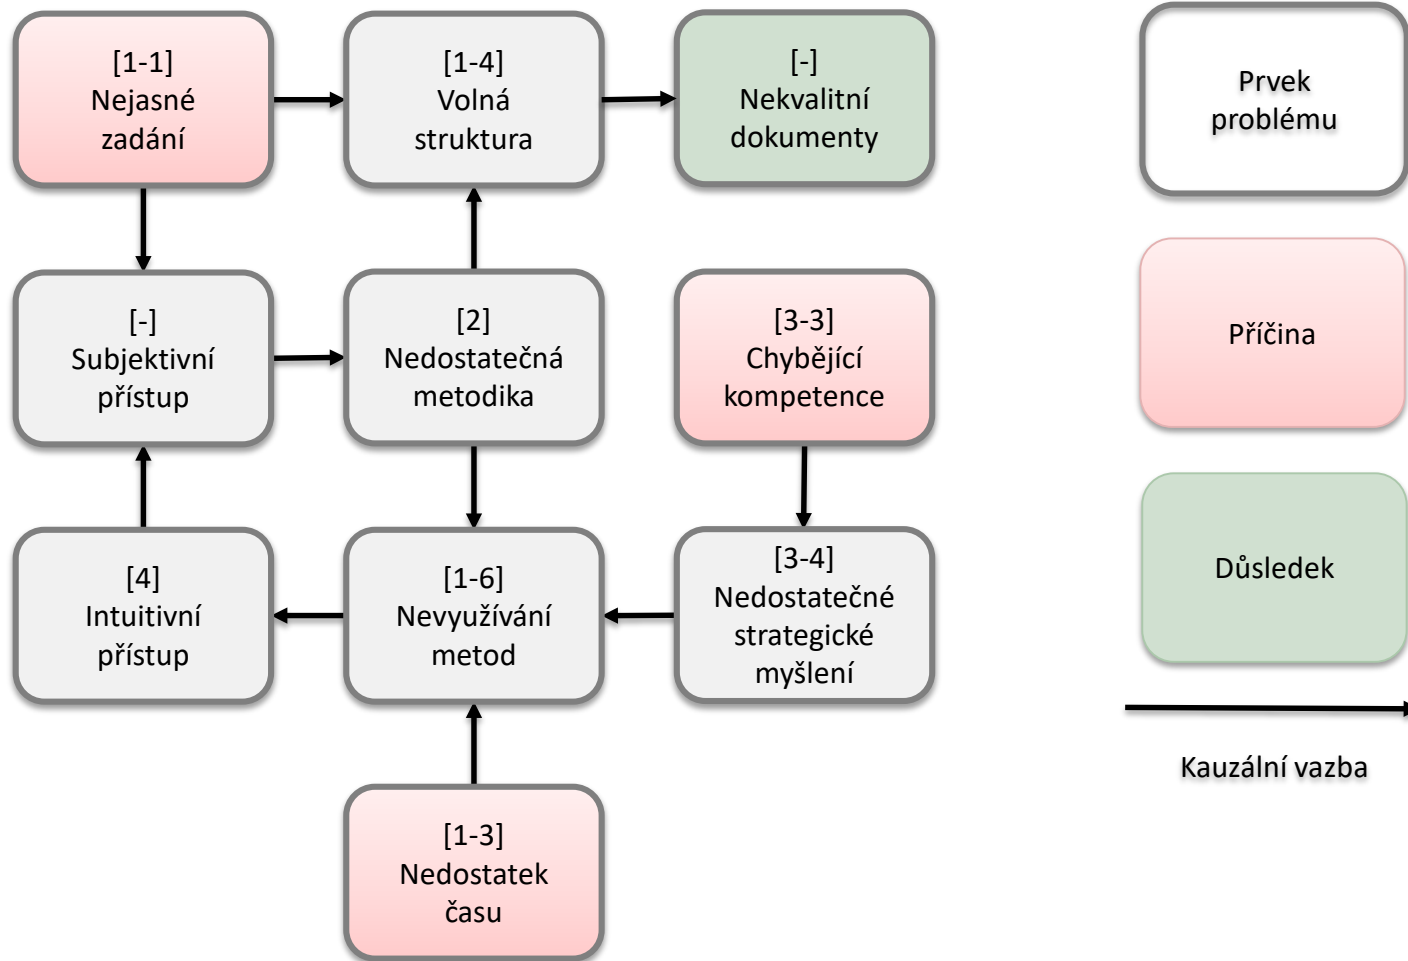 [1-1]
Nejasné
zadání
[1-4]
Volná
struktura
[-]
Nekvalitní
dokumenty
Prvek
problému
[-]
Subjektivní
přístup
[2]
Nedostatečná
metodika
[3-3]
Chybějící
kompetence
Příčina
[4]
Intuitivní
přístup
[1-6]
Nevyužívání
metod
[3-4]
Nedostatečné
strategické
myšlení
Důsledek
[1-3]
Nedostatek
času
Kauzální vazba